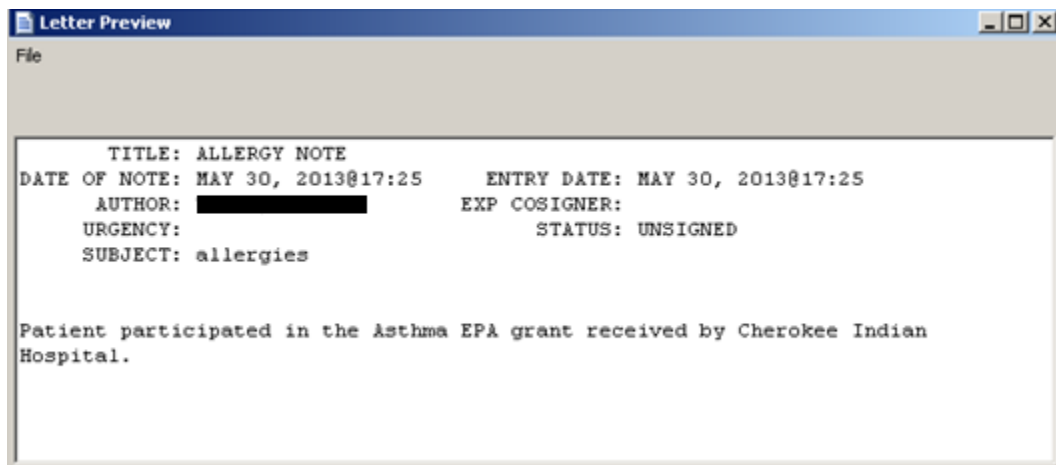 Letter Preview
File
TITLE: ALLERGY NOTE
DATE OF NOTE: MAY 30, 2013@17:25 ENTRY DATE: MAY 30, 2013@17:25
AUTHOR: EXP COSIGNER:
URGENCY: STATUS: UNSIGNED
SUBJECT: allergies
Patient participated in the Asthma EPA grant received by Cherokee Indian
Hospital.